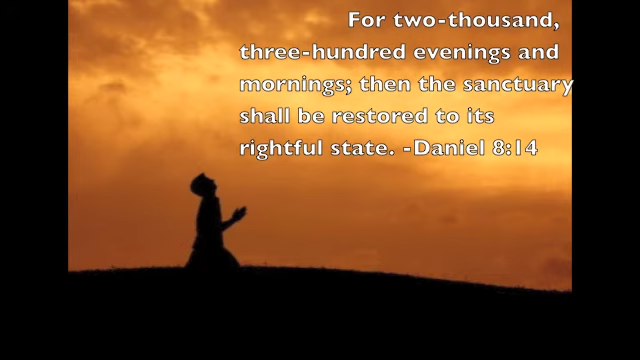 For two-thousand,
three-hundred evenings and
mornings; then the sanctuary
shall be restored to its
rightful state. -Daniel 8:14